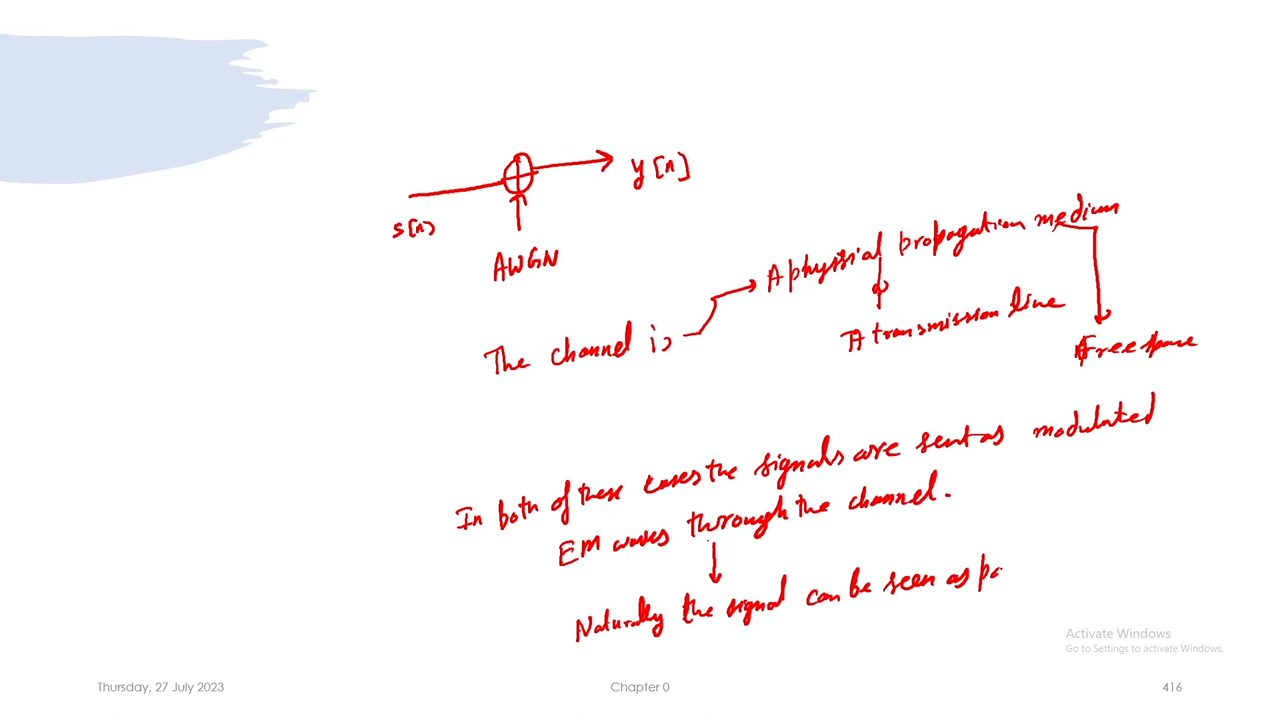 y[n]
s[n]
AWGN
A physsial propagation medium
The channel is
A transmission line
Free space
In both of these cases the signals are sent as modulated
EM waves through the channel.
Naturally the signal can be seen as pa
Activate Windows
Go to Settings to activate Windows.
Thursday, 27 July 2023
Chapter 0
416